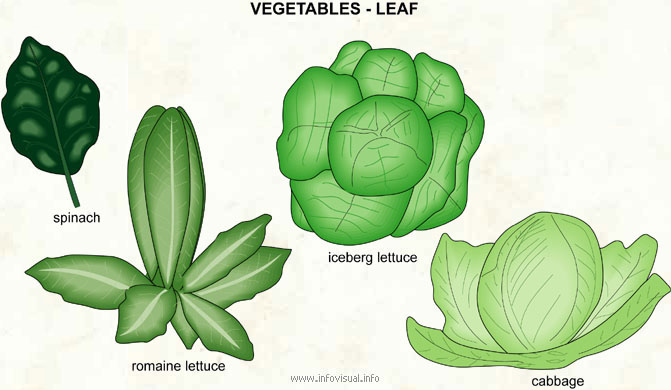 VEGETABLES - LEAF
spinach
iceberg lettuce
romaine lettuce
cabbage
www.infovisual.info